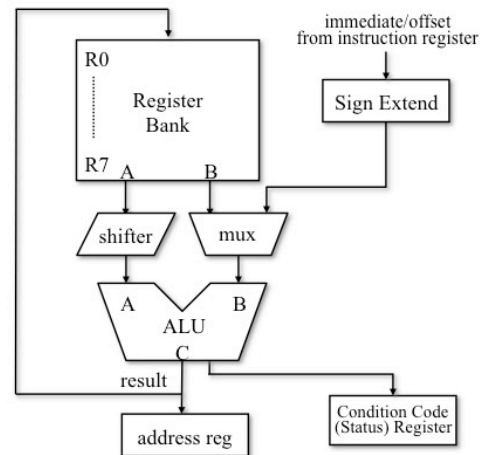 immediate/offset
from instruction register
R0
Register
Bank
Sign Extend
R7
A
B
shifter
mux
A
B
ALU
C
result
address reg
Condition Code
(Status) Register